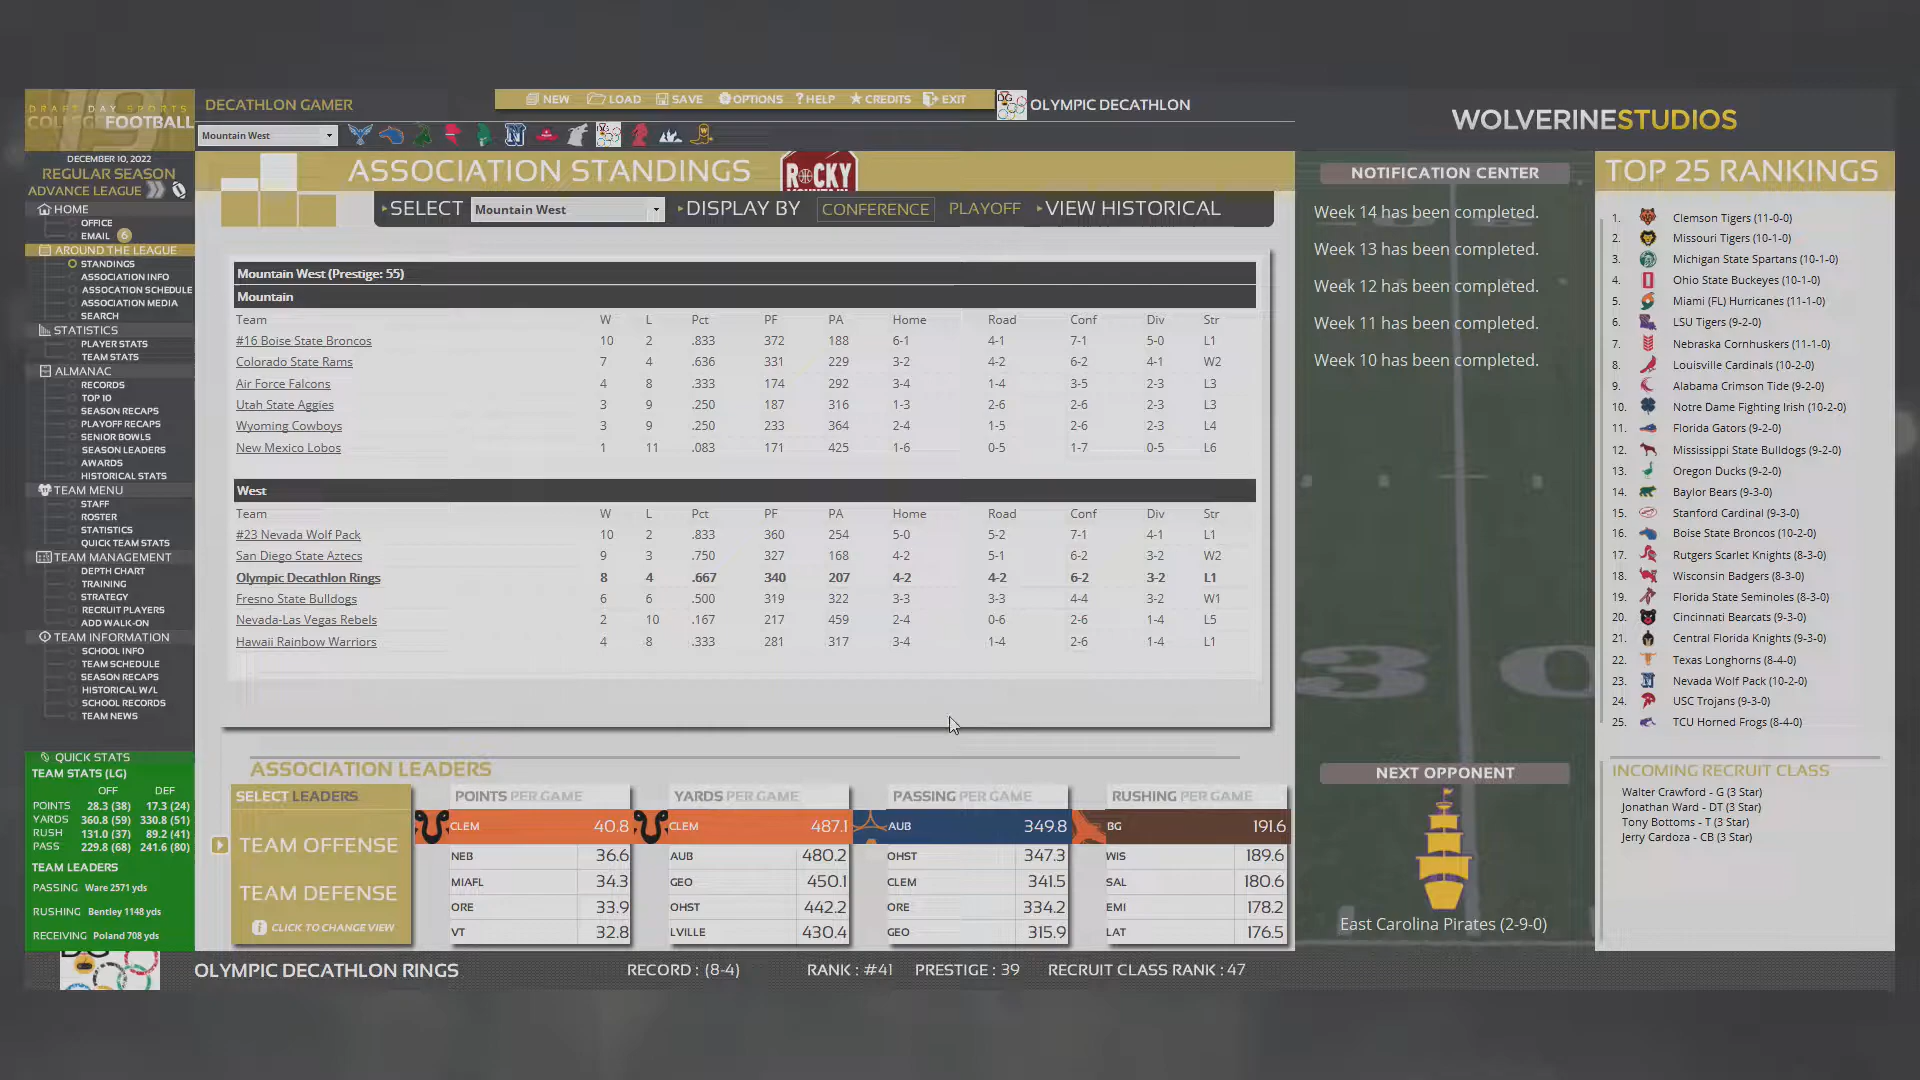 DRAFT DAY SPORTS
COLLEGE FOOTBALL
DECATHLON GAMER
NEW LOAD SAVE OPTIONS ? HELP CREDITS EXIT
OLYMPIC DECATHLON
WOLVERINESTUDIOS
Mountain West
DECEMBER 10, 2022
REGULAR SEASON
ADVANCE LEAGUE
HOME
OFFICE
EMAIL 6
AROUND THE LEAGUE
STANDINGS
ASSOCIATION INFO
ASSOCATION SCHEDULE
ASSOCIATION MEDIA
SEARCH
STATISTICS
PLAYER STATS
TEAM STATS
ALMANAC
RECORDS
TOP 10
SEASON RECAPS
PLAYOFF RECAPS
SENIOR BOWLS
SEASON LEADERS
AWARDS
HISTORICAL STATS
TEAM MENU
STAFF
ROSTER
STATISTICS
QUICK TEAM STATS
TEAM MANAGEMENT
DEPTH CHART
TRAINING
STRATEGY
RECRUIT PLAYERS
ADD WALK-ON
TEAM INFORMATION
SCHOOL INFO
TEAM SCHEDULE
SEASON RECAPS
HISTORICAL W/L
SCHOOL RECORDS
TEAM NEWS
QUICK STATS
TEAM STATS (LG)
OFF DEF
POINTS 28.3 (38) 17.3 (24)
YARDS 360.8 (59) 330.8 (51)
RUSH 131.0 (37) 89.2 (41)
PASS 229.8 (68) 241.6 (80)
TEAM LEADERS
PASSING Ware 2571 yds
RUSHING Bentley 1148 yds
RECEIVING Poland 708 yds
ASSOCIATION STANDINGS
ROCKY
SELECT Mountain West DISPLAY BY CONFERENCE PLAYOFF VIEW HISTORICAL
Mountain West (Prestige: 55)
Mountain
Team W L Pct PF PA Home Road Conf Div Str
#16 Boise State Broncos 10 2 .833 372 188 6-1 4-1 7-1 5-0 L1
Colorado State Rams 7 4 .636 331 229 3-2 4-2 6-2 4-1 W2
Air Force Falcons 4 8 .333 174 292 3-4 1-4 3-5 2-3 L3
Utah State Aggies 3 9 .250 187 316 1-3 2-6 2-6 2-3 L3
Wyoming Cowboys 3 9 .250 233 364 2-4 1-5 2-6 2-3 L4
New Mexico Lobos 1 11 .083 171 425 1-6 0-5 1-7 0-5 L6
West
Team W L Pct PF PA Home Road Conf Div Str
#23 Nevada Wolf Pack 10 2 .833 360 254 5-0 5-2 7-1 4-1 L1
San Diego State Aztecs 9 3 .750 327 168 4-2 5-1 6-2 3-2 W2
Olympic Decathlon Rings 8 4 .667 340 207 4-2 4-2 6-2 3-2 L1
Fresno State Bulldogs 6 6 .500 319 322 3-3 3-3 4-4 3-2 W1
Nevada-Las Vegas Rebels 2 10 .167 217 459 2-4 0-6 2-6 1-4 L5
Hawaii Rainbow Warriors 4 8 .333 281 317 3-4 1-4 2-6 1-4 L1
ASSOCIATION LEADERS
SELECT LEADERS
TEAM OFFENSE
TEAM DEFENSE
CLICK TO CHANGE VIEW
POINTS PER GAME
CLEM 40.8
NEB 36.6
MIAFL 34.3
ORE 33.9
VT 32.8
YARDS PER GAME
CLEM 487.1
AUB 480.2
GEO 450.1
OHST 442.2
LVILLE 430.4
PASSING PER GAME
AUB 349.8
OHST 347.3
CLEM 341.5
ORE 334.2
GEO 315.9
RUSHING PER GAME
BG 191.6
WIS 189.6
SAL 180.6
EMI 178.2
LAT 176.5
NOTIFICATION CENTER
Week 14 has been completed.
Week 13 has been completed.
Week 12 has been completed.
Week 11 has been completed.
Week 10 has been completed.
3 0
NEXT OPPONENT
East Carolina Pirates (2-9-0)
TOP 25 RANKINGS
1. Clemson Tigers (11-0-0)
2. Missouri Tigers (10-1-0)
3. Michigan State Spartans (10-1-0)
4. Ohio State Buckeyes (10-1-0)
5. Miami (FL) Hurricanes (11-1-0)
6. LSU Tigers (9-2-0)
7. Nebraska Cornhuskers (11-1-0)
8. Louisville Cardinals (10-2-0)
9. Alabama Crimson Tide (9-2-0)
10. Notre Dame Fighting Irish (10-2-0)
11. Florida Gators (9-2-0)
12. Mississippi State Bulldogs (9-2-0)
13. Oregon Ducks (9-2-0)
14. Baylor Bears (9-3-0)
15. Stanford Cardinal (9-3-0)
16. Boise State Broncos (10-2-0)
17. Rutgers Scarlet Knights (8-3-0)
18. Wisconsin Badgers (8-3-0)
19. Florida State Seminoles (8-3-0)
20. Cincinnati Bearcats (9-3-0)
21. Central Florida Knights (9-3-0)
22. Texas Longhorns (8-4-0)
23. Nevada Wolf Pack (10-2-0)
24. USC Trojans (9-3-0)
25. TCU Horned Frogs (8-4-0)
INCOMING RECRUIT CLASS
Walter Crawford - G (3 Star)
Jonathan Ward - DT (3 Star)
Tony Bottoms - T (3 Star)
Jerry Cardoza - CB (3 Star)
OLYMPIC DECATHLON RINGS RECORD : (8-4) RANK : #41 PRESTIGE : 39 RECRUIT CLASS RANK : 47